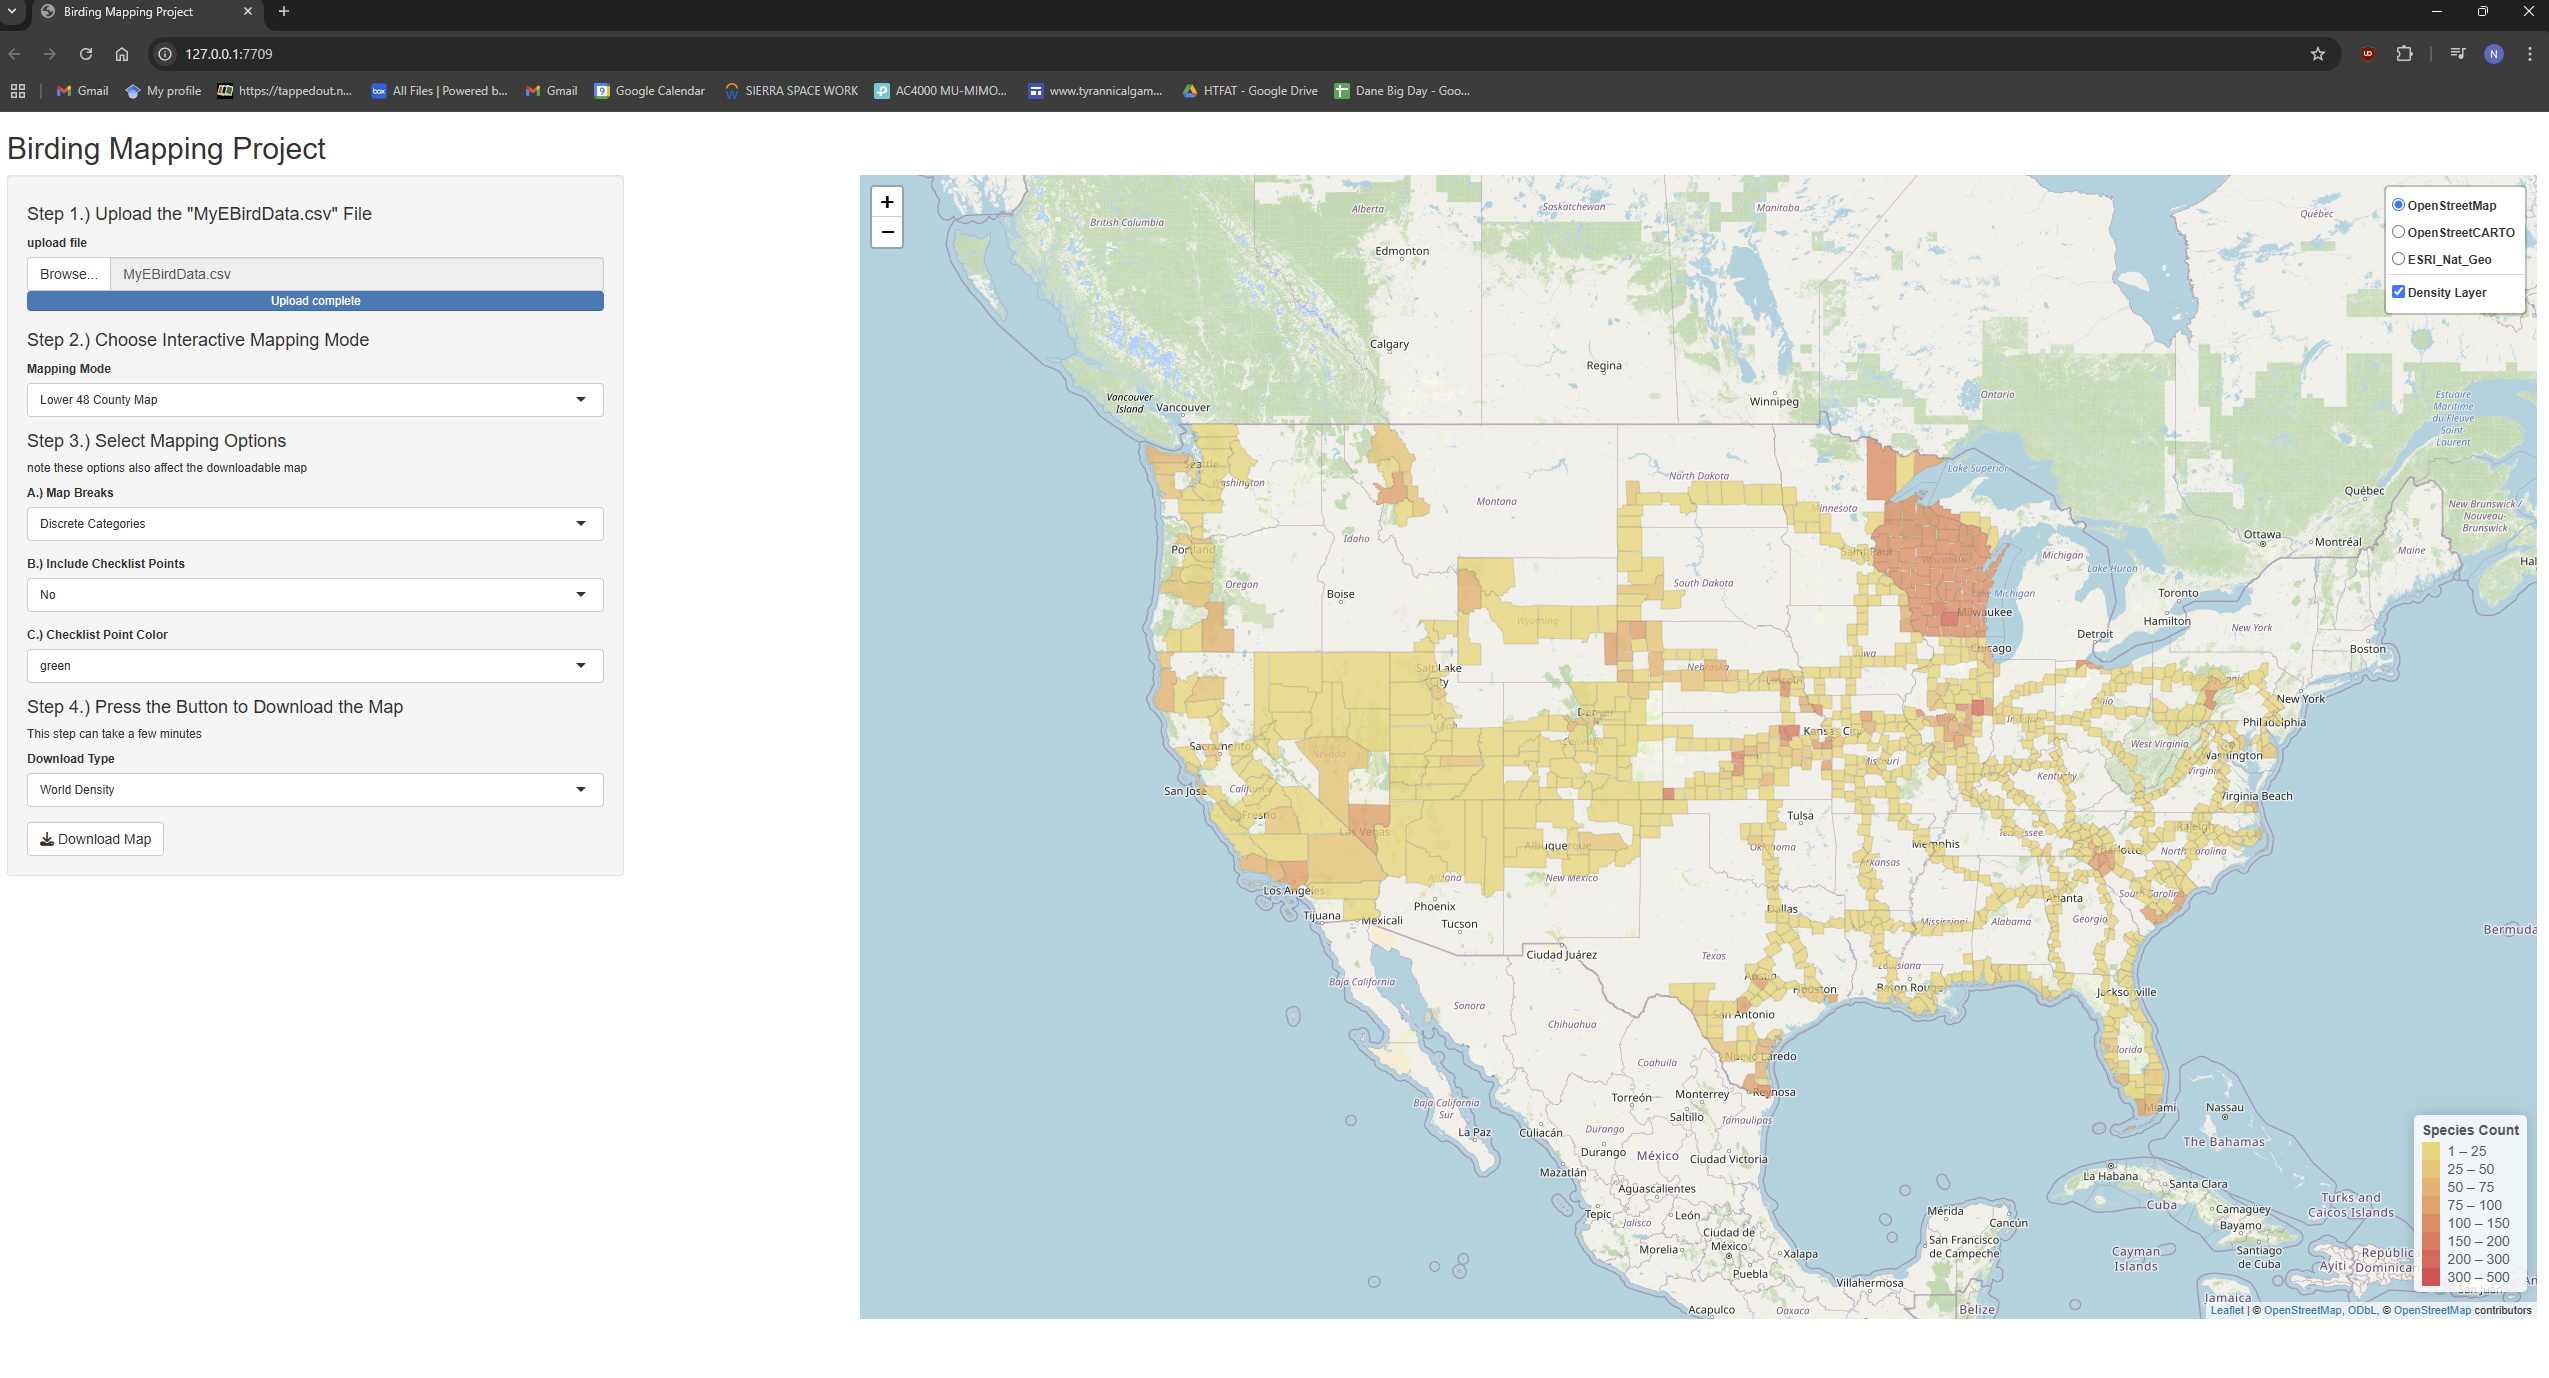 Birding Mapping Project
127.0.0.1:7709
Gmail
My profile
https://tappedout.n...
All Files | Powered b...
Gmail
Google Calendar
SIERRA SPACE WORK
AC4000 MU-MIMO...
www.tyrannicalgam...
HTFAT - Google Drive
Dane Big Day - Goo...
Birding Mapping Project
Step 1.) Upload the "MyEBirdData.csv" File
upload file
Browse...
MyEBirdData.csv
Upload complete
Step 2.) Choose Interactive Mapping Mode
Mapping Mode
Lower 48 County Map
Step 3.) Select Mapping Options
note these options also affect the downloadable map
A.) Map Breaks
Discrete Categories
B.) Include Checklist Points
No
C.) Checklist Point Color
green
Step 4.) Press the Button to Download the Map
This step can take a few minutes
Download Type
World Density
Download Map
+
−
OpenStreetMap
OpenStreetCARTO
ESRI_Nat_Geo
Density Layer
British Columbia
Alberta
Saskatchewan
Manitoba
Québec
Edmonton
Calgary
Regina
Winnipeg
Ontario
Vancouver
Island
Vancouver
Estuaire
Maritime
du Fleuve
Saint-
Laurent
Seattle
Washington
Montana
North Dakota
Minnesota
Lake Superior
Québec
New Brunswick /
Nouveau-
Brunswick
Portland
Oregon
Idaho
Boise
South Dakota
Saint Paul
Wisconsin
Michigan
Lake Huron
Lake Michigan
Milwaukee
Ottawa
Montréal
Maine
Hal
Toronto
Hamilton
New York
Detroit
Boston
Wyoming
Salt Lake
City
Nebraska
Lincoln
Iowa
Chicago
New York
Philadelphia
Ohio
Denver
Colorado
Kansas City
Kansas
Missouri
Illinois
Indiana
West Virginia
Washington
Virginia
Kentucky
Virginia Beach
Sacramento
Nevada
San Jose
California
Fresno
Las Vegas
Los Angeles
Tijuana
Mexicali
Arizona
Phoenix
Tucson
Albuquerque
New Mexico
Tulsa
Oklahoma
Arkansas
Memphis
Tennessee
Charlotte
Raleigh
North Carolina
South Carolina
Atlanta
Georgia
Alabama
Mississippi
Dallas
Texas
Ciudad Juárez
Louisiana
Austin
Houston
Baton Rouge
Jacksonville
San Antonio
Bermuda
Baja California
Sonora
Chihuahua
Coahuila
Nuevo Laredo
Reynosa
Florida
Miami
Nassau
The Bahamas
Baja California
Sur
La Paz
Torreón
Monterrey
Saltillo
Tamaulipas
Culiacán
Durango
Durango
México
Ciudad Victoria
Mazatlán
Aguascalientes
Tepic
Jalisco
León
Ciudad de
México
Morelia
Xalapa
Puebla
Villahermosa
Acapulco
Oaxaca
Mérida
Cancún
San Francisco
de Campeche
Belize
La Habana
Santa Clara
Cuba
Camagüey
Bayamo
Santiago
de Cuba
Turks and
Caicos Islands
Cayman
Islands
Jamaica
Ayiti
República
Dominicana
Species Count
1 – 25
25 – 50
50 – 75
75 – 100
100 – 150
150 – 200
200 – 300
300 – 500
Leaflet | © OpenStreetMap, ODbL, © OpenStreetMap contributors